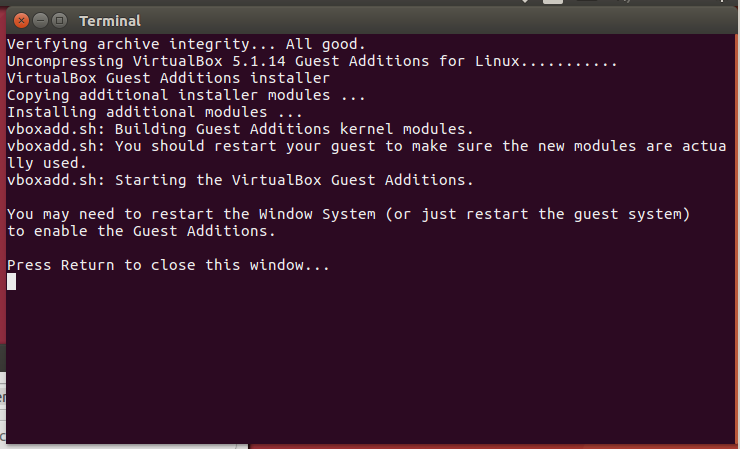 Terminal
Verifying archive integrity... All good.
Uncompressing VirtualBox 5.1.14 Guest Additions for Linux...........
VirtualBox Guest Additions installer
Copying additional installer modules ...
Installing additional modules ...
vboxadd.sh: Building Guest Additions kernel modules.
vboxadd.sh: You should restart your guest to make sure the new modules are actua
lly used.
vboxadd.sh: Starting the VirtualBox Guest Additions.
You may need to restart the Window System (or just restart the guest system)
to enable the Guest Additions.
Press Return to close this window...